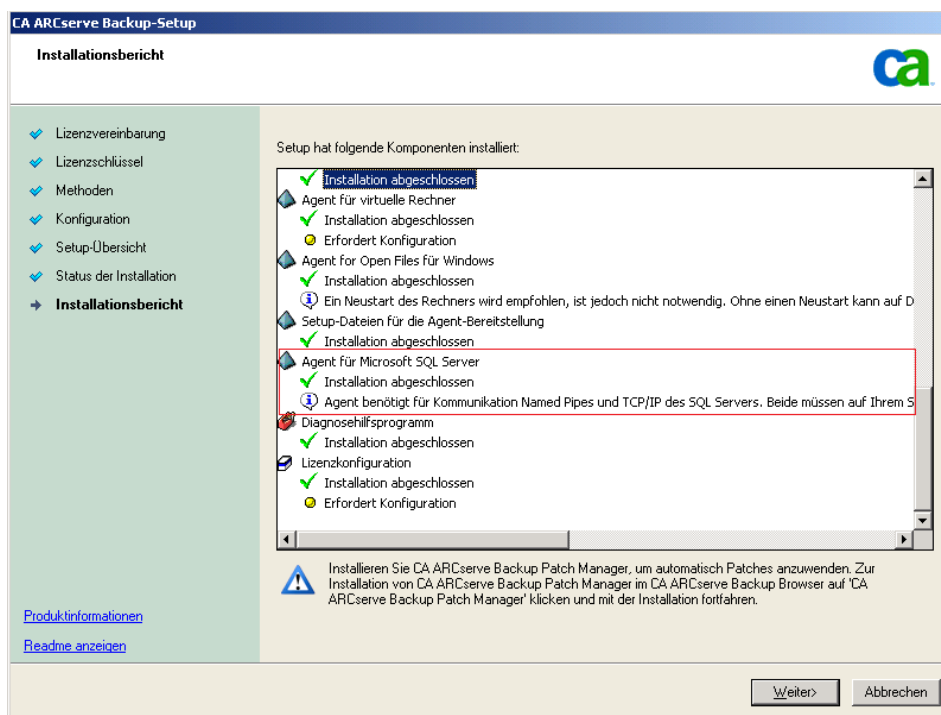 CA ARCserve Backup-Setup
Installationsbericht
ca
Lizenzvereinbarung
Lizenzschlüssel
Methoden
Konfiguration
Setup-Übersicht
Status der Installation
Installationsbericht
Produktinformationen
Readme anzeigen
Setup hat folgende Komponenten installiert:
Installation abgeschlossen
Agent für virtuelle Rechner
Installation abgeschlossen
Erfordert Konfiguration
Agent for Open Files für Windows
Installation abgeschlossen
Ein Neustart des Rechners wird empfohlen, ist jedoch nicht notwendig. Ohne einen Neustart kann auf D
Setup-Dateien für die Agent-Bereitstellung
Installation abgeschlossen
Agent für Microsoft SQL Server
Installation abgeschlossen
Agent benötigt für Kommunikation Named Pipes und TCP/IP des SQL Servers. Beide müssen auf Ihrem S
Diagnosehilfsprogramm
Installation abgeschlossen
Lizenzkonfiguration
Installation abgeschlossen
Erfordert Konfiguration
Installieren Sie CA ARCserve Backup Patch Manager, um automatisch Patches anzuwenden. Zur
Installation von CA ARCserve Backup Patch Manager im CA ARCserve Backup Browser auf 'CA
ARCserve Backup Patch Manager' klicken und mit der Installation fortfahren.
Weiter>
Abbrechen